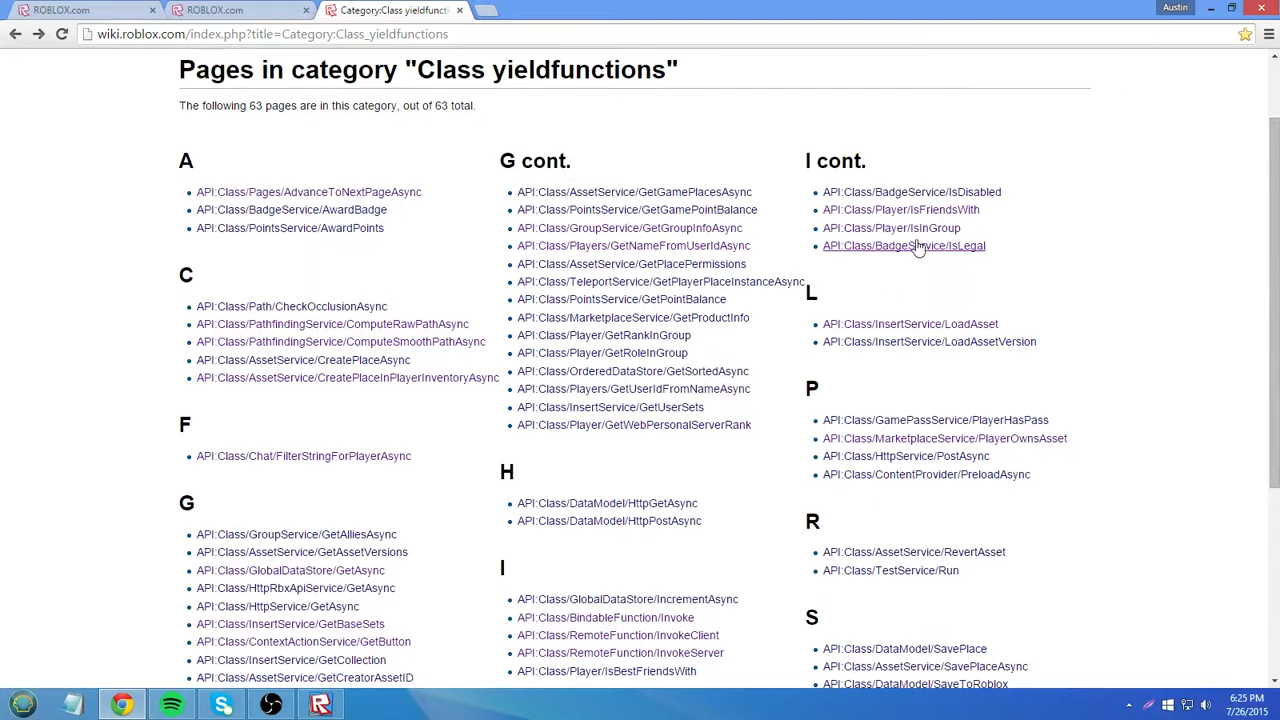 ROBLOX.com
ROBLOX.com
Category:Class yieldfunct
Austin
wiki.roblox.com/index.php?title=Category:Class_yieldfunctions
Pages in category "Class yieldfunctions"
The following 63 pages are in this category, out of 63 total.
A
API:Class/Pages/AdvanceToNextPageAsync
API:Class/BadgeService/AwardBadge
API:Class/PointsService/AwardPoints
C
API:Class/Path/CheckOcclusionAsync
API:Class/PathfindingService/ComputeRawPathAsync
API:Class/PathfindingService/ComputeSmoothPathAsync
API:Class/AssetService/CreatePlaceAsync
API:Class/AssetService/CreatePlaceInPlayerInventoryAsync
F
API:Class/Chat/FilterStringForPlayerAsync
G
API:Class/GroupService/GetAlliesAsync
API:Class/AssetService/GetAssetVersions
API:Class/GlobalDataStore/GetAsync
API:Class/HttpRbxApiService/GetAsync
API:Class/HttpService/GetAsync
API:Class/InsertService/GetBaseSets
API:Class/ContextActionService/GetButton
API:Class/InsertService/GetCollection
API:Class/AssetService/GetCreatorAssetID
G cont.
API:Class/AssetService/GetGamePlacesAsync
API:Class/PointsService/GetGamePointBalance
API:Class/GroupService/GetGroupInfoAsync
API:Class/Players/GetNameFromUserIdAsync
API:Class/AssetService/GetPlacePermissions
API:Class/TeleportService/GetPlayerPlaceInstanceAsync
API:Class/PointsService/GetPointBalance
API:Class/MarketplaceService/GetProductInfo
API:Class/Player/GetRankInGroup
API:Class/Player/GetRoleInGroup
API:Class/OrderedDataStore/GetSortedAsync
API:Class/Players/GetUserIdFromNameAsync
API:Class/InsertService/GetUserSets
API:Class/Player/GetWebPersonalServerRank
H
API:Class/DataModel/HttpGetAsync
API:Class/DataModel/HttpPostAsync
I
API:Class/GlobalDataStore/IncrementAsync
API:Class/BindableFunction/Invoke
API:Class/RemoteFunction/InvokeClient
API:Class/RemoteFunction/InvokeServer
API:Class/Player/IsBestFriendsWith
I cont.
API:Class/BadgeService/IsDisabled
API:Class/Player/IsFriendsWith
API:Class/Player/IsInGroup
API:Class/BadgeService/IsLegal
L
API:Class/InsertService/LoadAsset
API:Class/InsertService/LoadAssetVersion
P
API:Class/GamePassService/PlayerHasPass
API:Class/MarketplaceService/PlayerOwnsAsset
API:Class/HttpService/PostAsync
API:Class/ContentProvider/PreloadAsync
R
API:Class/AssetService/RevertAsset
API:Class/TestService/Run
S
API:Class/DataModel/SavePlace
API:Class/AssetService/SavePlaceAsync
API:Class/DataModel/SaveToRoblox
6:25 PM
7/26/2015